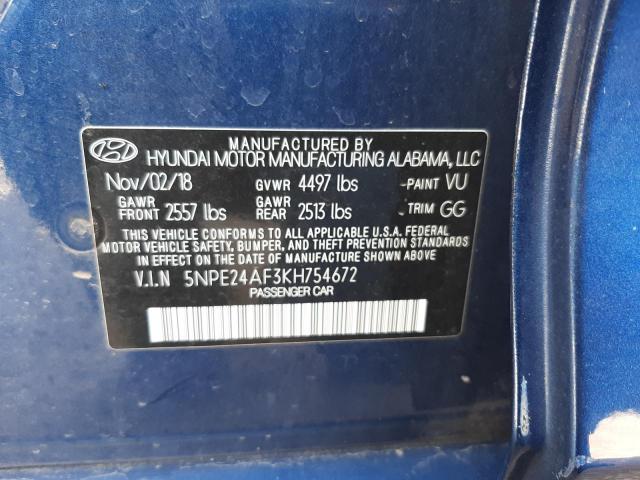 MANUFACTURED BY
HYUNDAI MOTOR MANUFACTURING ALABAMA, LLC
Nov/02/18 GVWR 4497 lbs - PAINT VU
GAWR FRONT 2557 lbs GAWR REAR 2513 lbs TRIM GG
THIS VEHICLE CONFORMS TO ALL APPLICABLE U.S.A. FEDERAL
MOTOR VEHICLE SAFETY, BUMPER, AND THEFT PREVENTION STANDARDS
IN EFFECT ON THE DATE OF MANUFACTURE SHOWN ABOVE.
V.I.N 5NPE24AF3KH754672
PASSENGER CAR